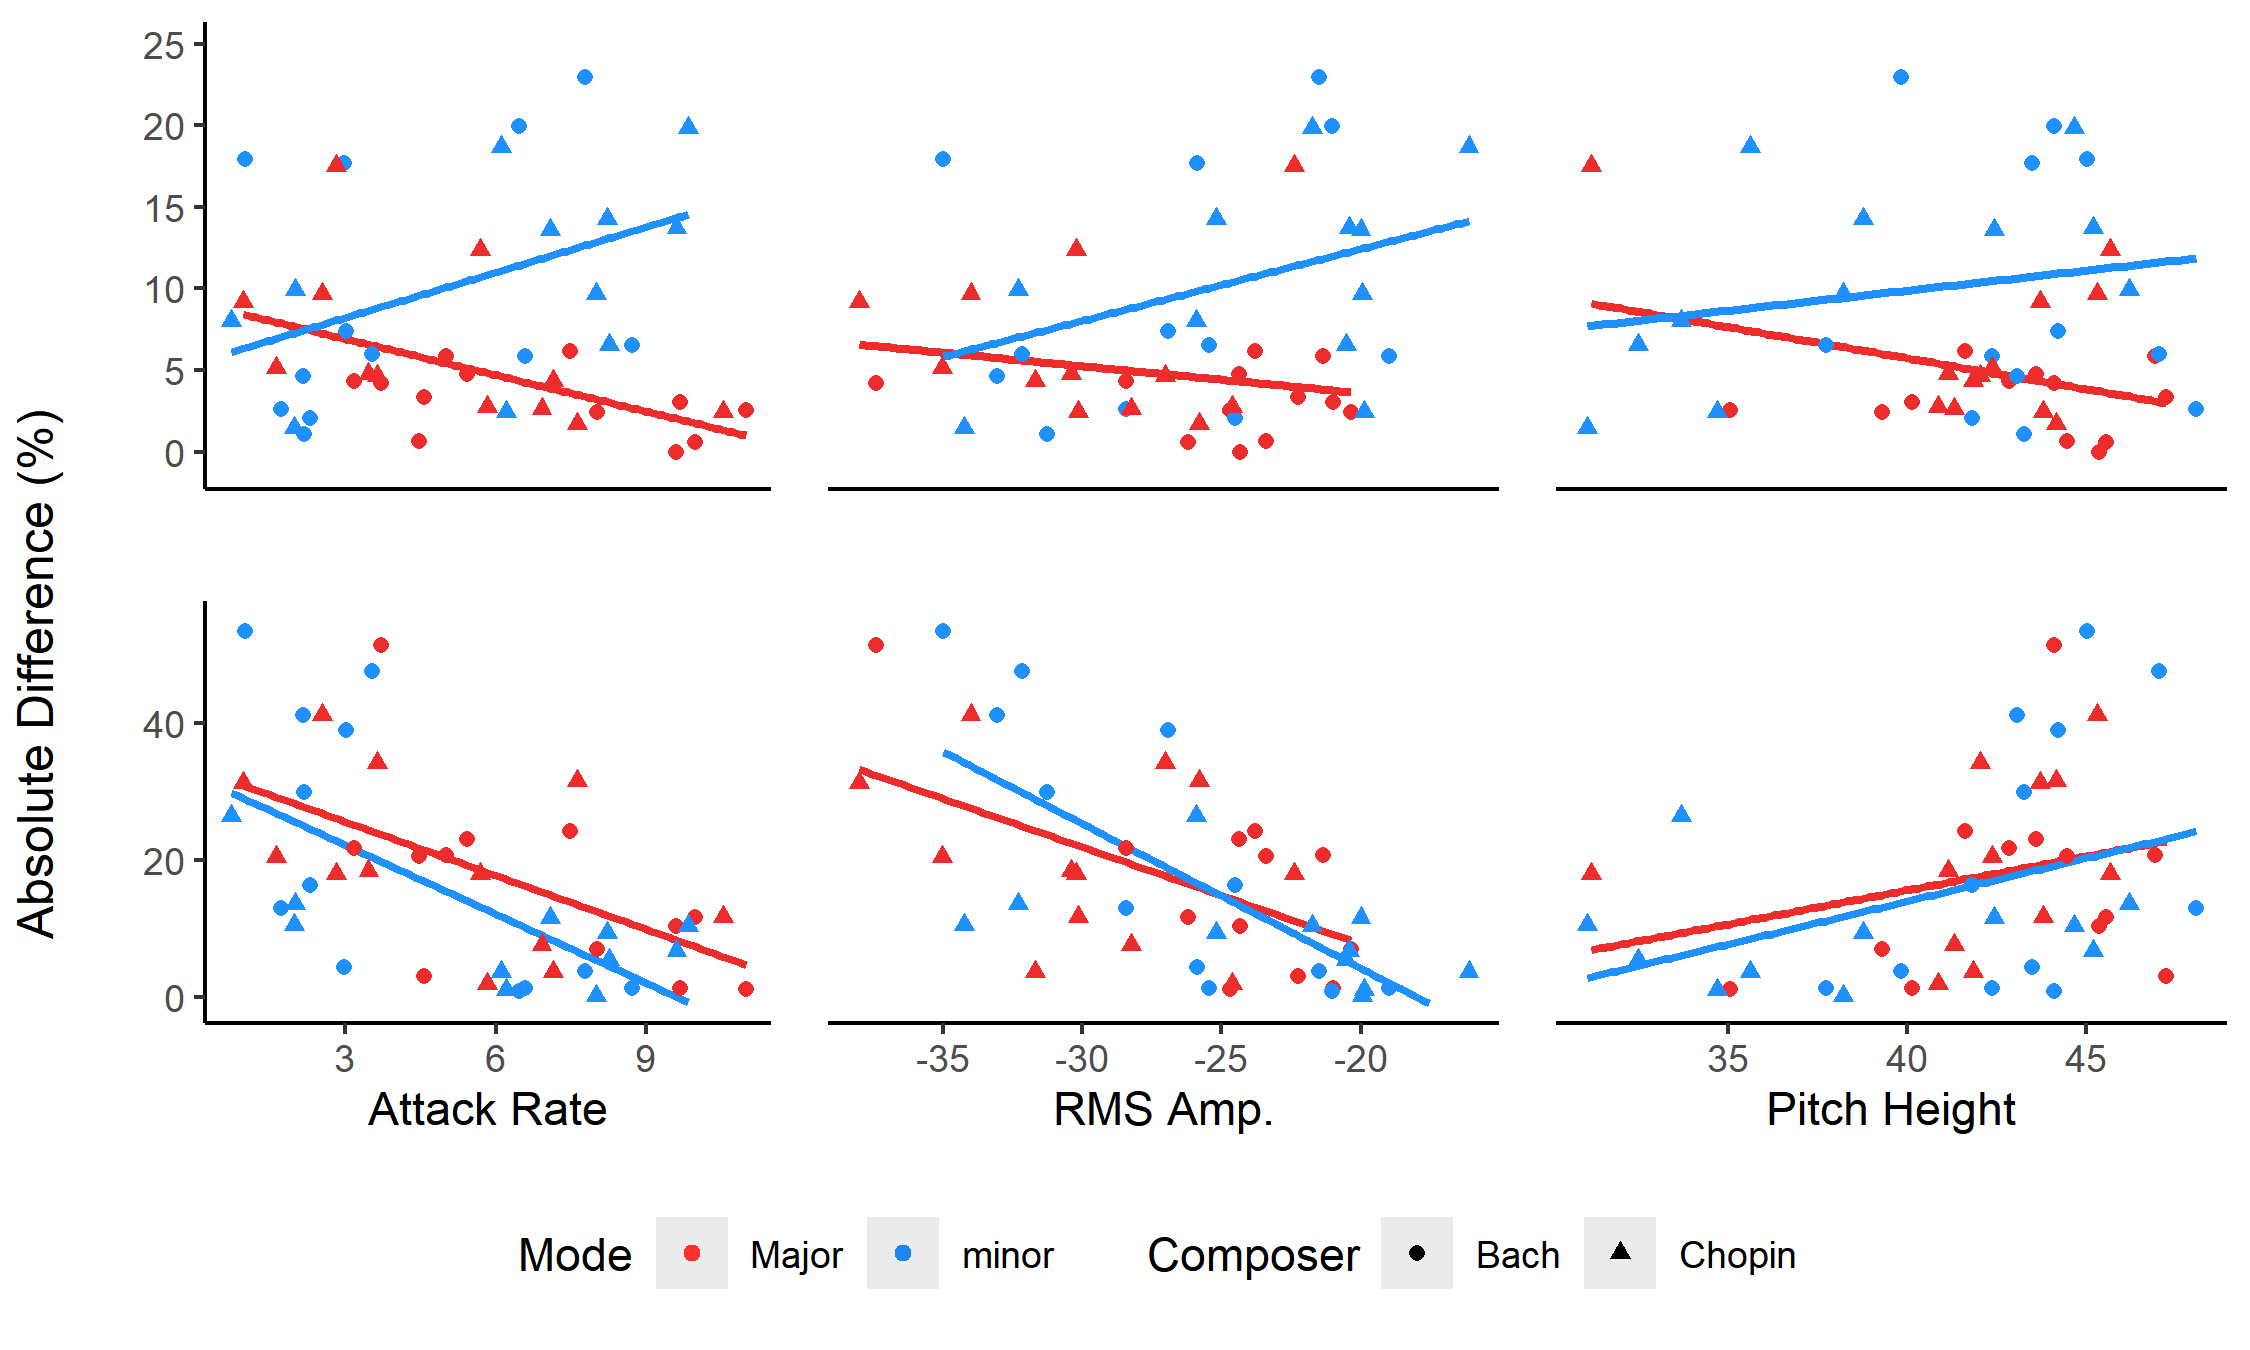 Absolute Difference (%)
25
20
15
10
5
0
40
20
0
3 6 9
-35 -30 -25 -20
35 40 45
Attack Rate
RMS Amp.
Pitch Height
Mode Major minor Composer Bach Chopin